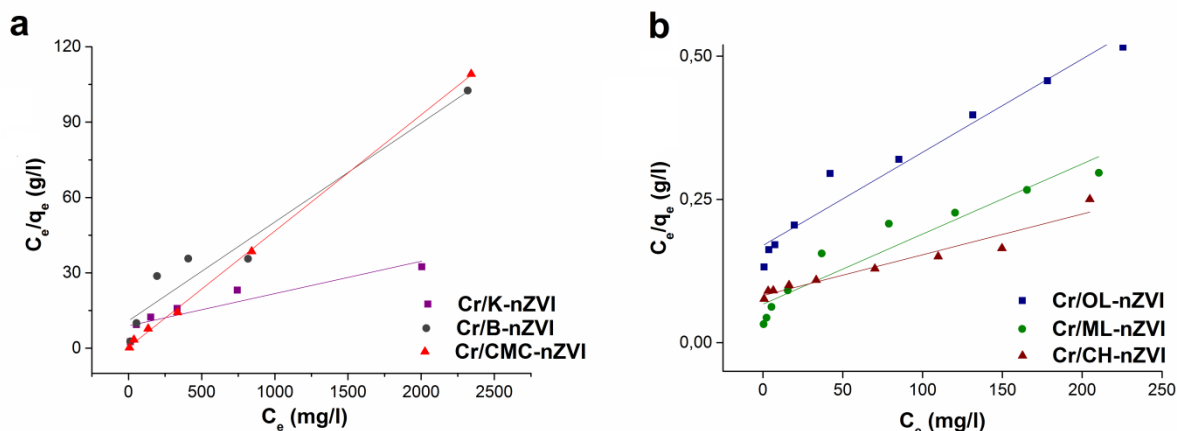 a
120
90
60
30
0
Cₑ/qₑ (g/l)
Cr/K-nZVI
Cr/B-nZVI
Cr/CMC-nZVI
0 500 1000 1500 2000 2500
Cₑ (mg/l)
b
0,50
0,25
0,00
Cₑ/qₑ (g/l)
Cr/OL-nZVI
Cr/ML-nZVI
Cr/CH-nZVI
0 50 100 150 200 250
Cₑ (mg/l)